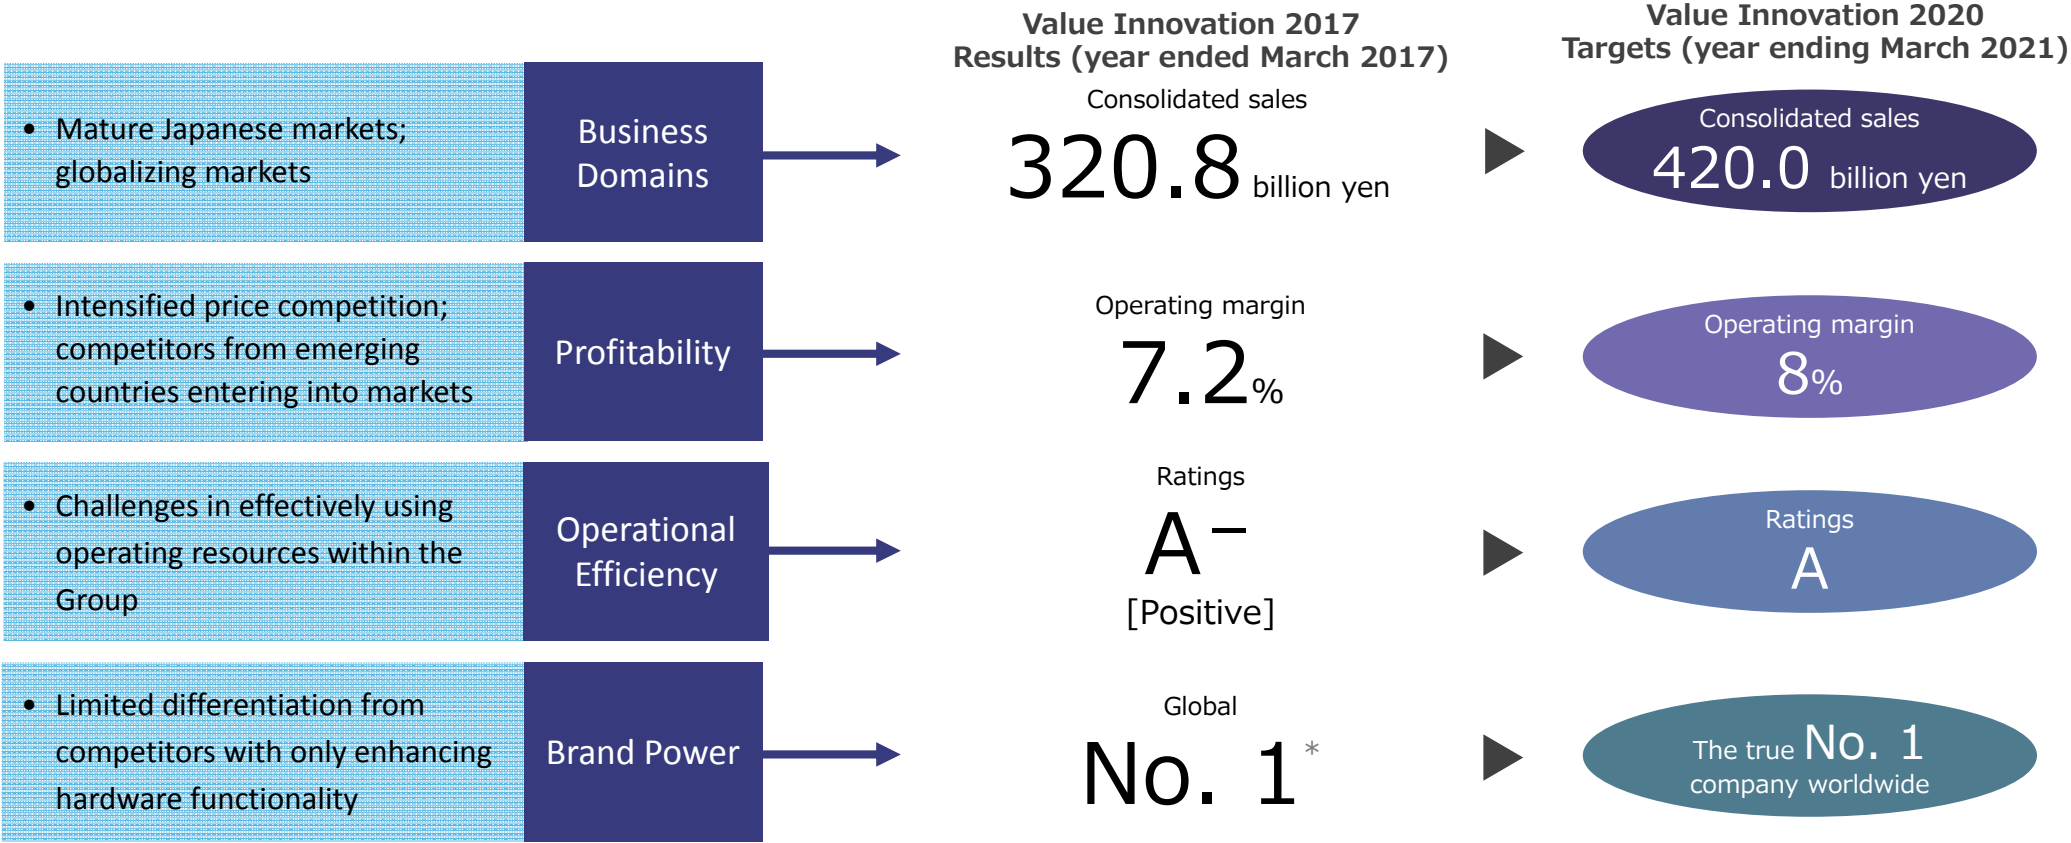 Value Innovation 2017
Results (year ended March 2017)
Value Innovation 2020
Targets (year ending March 2021)
• Mature Japanese markets;
globalizing markets
Business
Domains
Consolidated sales
320.8 billion yen
Consolidated sales
420.0 billion yen
• Intensified price competition;
competitors from emerging
countries entering into markets
Profitability
Operating margin
7.2%
Operating margin
8%
• Challenges in effectively using
operating resources within the
Group
Operational
Efficiency
Ratings
A−
[Positive]
Ratings
A
• Limited differentiation from
competitors with only enhancing
hardware functionality
Brand Power
Global
No. 1*
The true No. 1
company worldwide